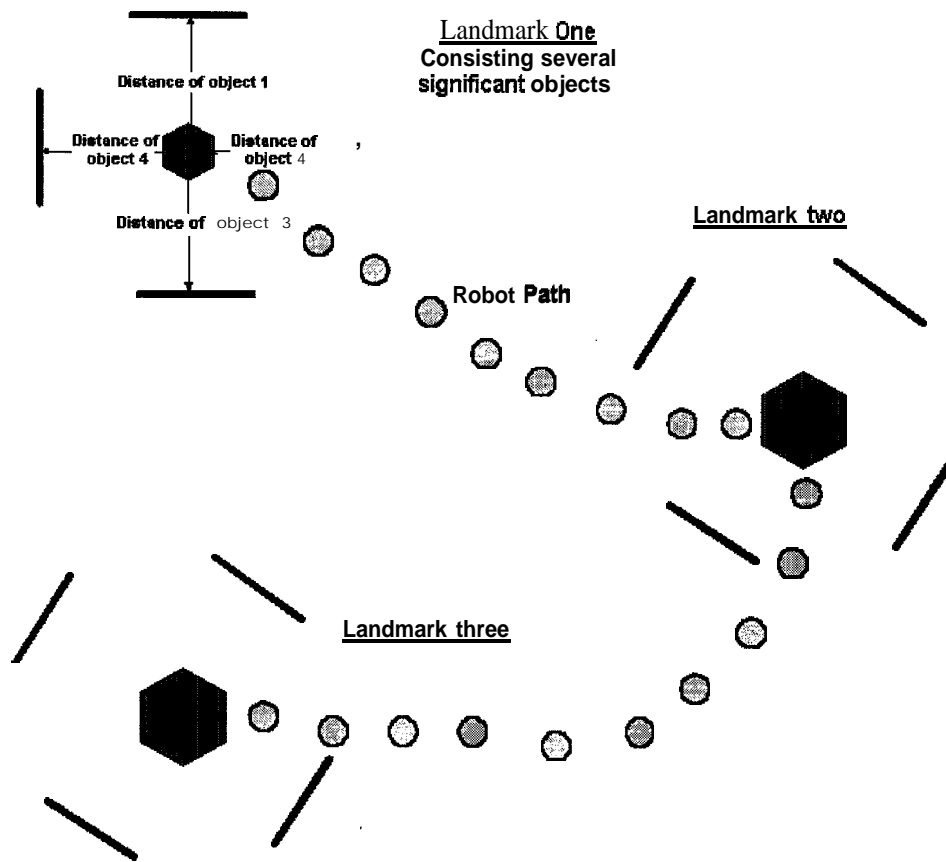 Landmark One
Consisting several
significant objects
Distance of object 1
Distance of
object 4
Distance of
object 4
Distance of object 3
Landmark two
Robot Path
Landmark three